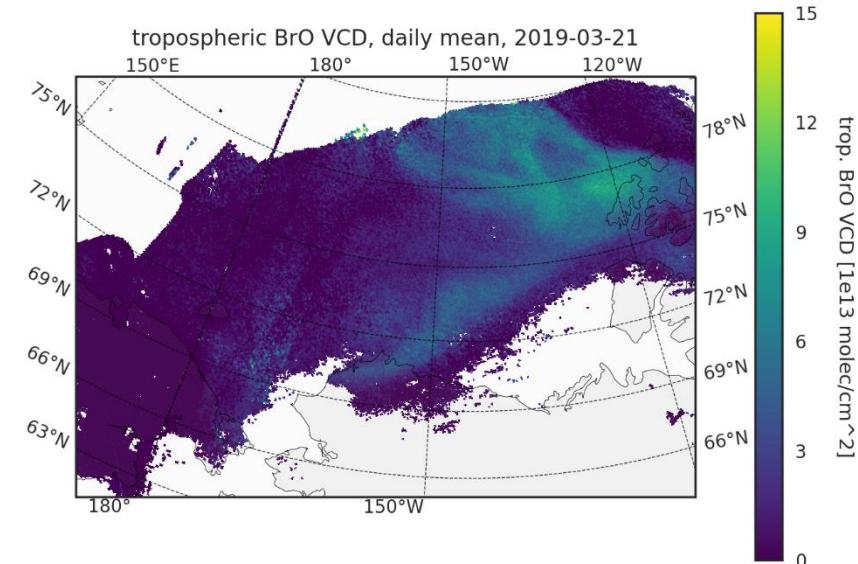 tropospheric BrO VCD, daily mean, 2019-03-21
150°E 180° 150°W 120°W
75°N
72°N
69°N
66°N
63°N
78°N
75°N
72°N
69°N
66°N
180° 150°W
15
12
9
6
3
0
trop. BrO VCD [1e13 molec/cm^2]